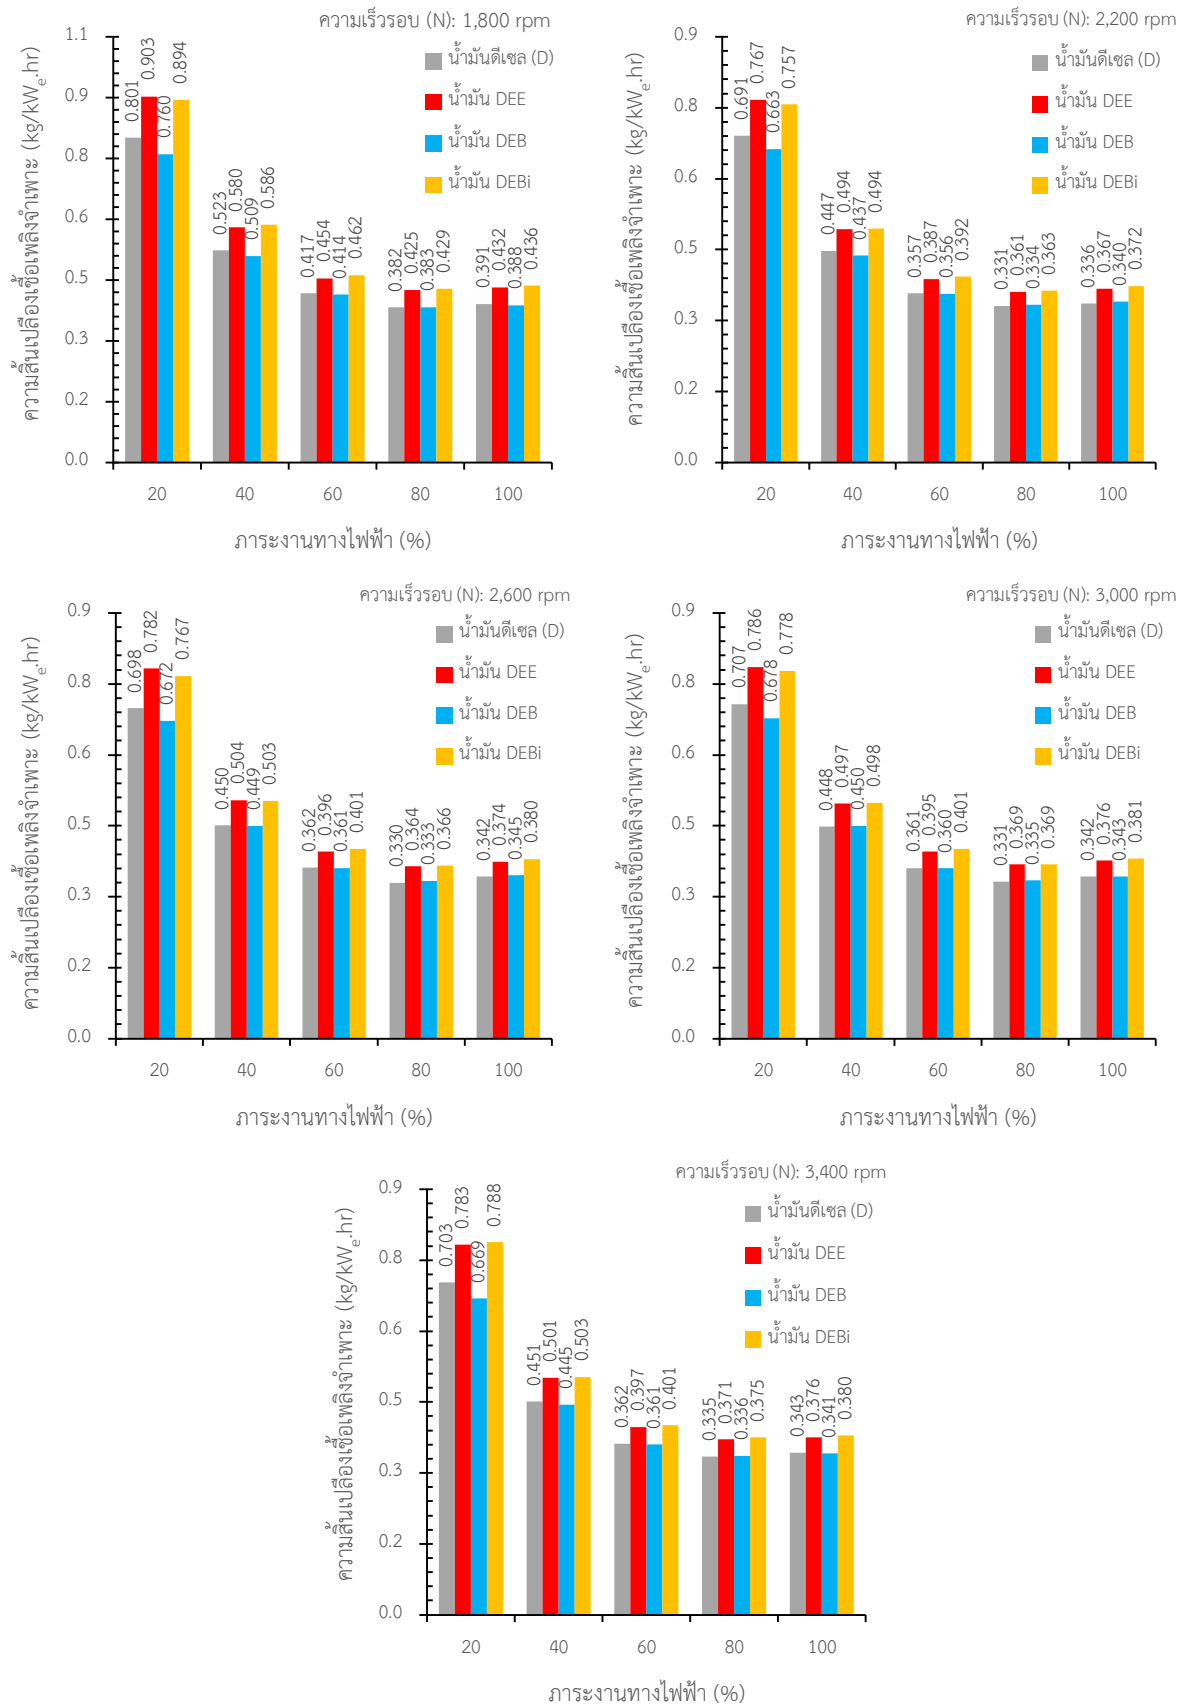 ความเร็วรอบ (N): 1,800 rpm
ความสิ้นเปลืองเชื้อเพลิงจำเพาะ (kg/kWe.hr)
น้ำมันดีเซล (D)
น้ำมัน DEE
น้ำมัน DEB
น้ำมัน DEBi
1.1
0.9
0.8
0.6
0.5
0.3
0.2
0.0
0.801 0.903 0.760 0.894
0.523 0.580 0.509 0.586
0.417 0.454 0.414 0.462
0.382 0.425 0.383 0.429
0.391 0.432 0.388 0.436
20 40 60 80 100
ภาระงานทางไฟฟ้า (%)
ความเร็วรอบ (N): 2,200 rpm
ความสิ้นเปลืองเชื้อเพลิงจำเพาะ (kg/kWe.hr)
น้ำมันดีเซล (D)
น้ำมัน DEE
น้ำมัน DEB
น้ำมัน DEBi
0.9
0.8
0.6
0.5
0.3
0.2
0.0
0.691 0.767 0.663 0.757
0.447 0.494 0.437 0.494
0.357 0.387 0.356 0.392
0.331 0.361 0.334 0.363
0.336 0.367 0.340 0.372
20 40 60 80 100
ภาระงานทางไฟฟ้า (%)
ความเร็วรอบ (N): 2,600 rpm
ความสิ้นเปลืองเชื้อเพลิงจำเพาะ (kg/kWe.hr)
น้ำมันดีเซล (D)
น้ำมัน DEE
น้ำมัน DEB
น้ำมัน DEBi
0.9
0.8
0.6
0.5
0.3
0.2
0.0
0.698 0.782 0.672 0.767
0.450 0.504 0.449 0.503
0.362 0.396 0.361 0.401
0.330 0.364 0.333 0.366
0.342 0.374 0.345 0.380
20 40 60 80 100
ภาระงานทางไฟฟ้า (%)
ความเร็วรอบ (N): 3,000 rpm
ความสิ้นเปลืองเชื้อเพลิงจำเพาะ (kg/kWe.hr)
น้ำมันดีเซล (D)
น้ำมัน DEE
น้ำมัน DEB
น้ำมัน DEBi
0.9
0.8
0.6
0.5
0.3
0.2
0.0
0.707 0.786 0.678 0.778
0.448 0.497 0.450 0.498
0.361 0.395 0.360 0.401
0.331 0.369 0.335 0.369
0.342 0.376 0.343 0.381
20 40 60 80 100
ภาระงานทางไฟฟ้า (%)
ความเร็วรอบ (N): 3,400 rpm
ความสิ้นเปลืองเชื้อเพลิงจำเพาะ (kg/kWe.hr)
น้ำมันดีเซล (D)
น้ำมัน DEE
น้ำมัน DEB
น้ำมัน DEBi
0.9
0.8
0.6
0.5
0.3
0.2
0.0
0.703 0.783 0.669 0.788
0.451 0.501 0.445 0.503
0.362 0.397 0.361 0.401
0.335 0.371 0.336 0.375
0.343 0.376 0.341 0.380
20 40 60 80 100
ภาระงานทางไฟฟ้า (%)